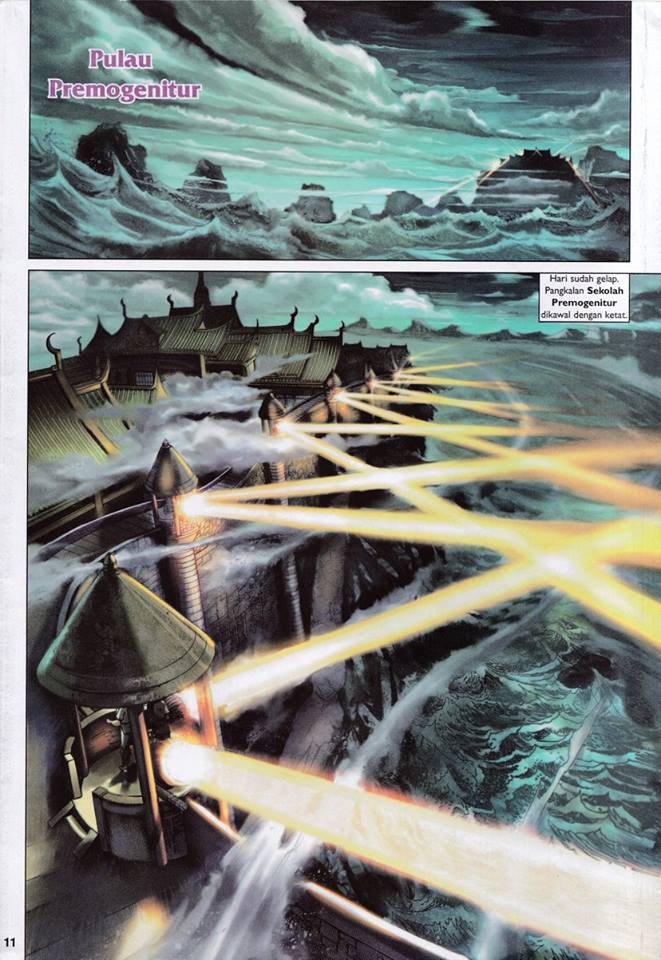 Pulau
Premogenitur
Hari sudah gelap.
Pangkalan Sekolah
Premogenitur
dikawal dengan ketat.
11